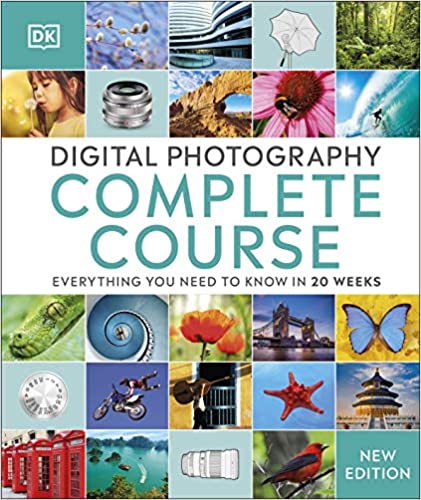 DK
DIGITAL PHOTOGRAPHY
COMPLETE
COURSE
EVERYTHING YOU NEED TO KNOW IN 20 WEEKS
NEW
EDITION